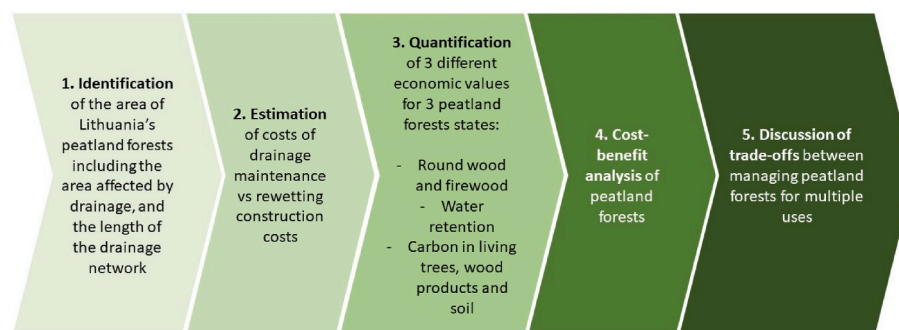 1. Identification
of the area of
Lithuania's
peatland forests
including the
area affected by
drainage, and
the length of
the drainage
network
2. Estimation
of costs of
drainage
maintenance
vs rewetting
construction
costs
3. Quantification
of 3 different
economic values
for 3 peatland
forests states:
- Round wood
and firewood
- Water
retention
- Carbon in living
trees, wood
products and
soil
4. Cost-
benefit
analysis of
peatland
forests
5. Discussion of
trade-offs between
managing peatland
forests for multiple
uses